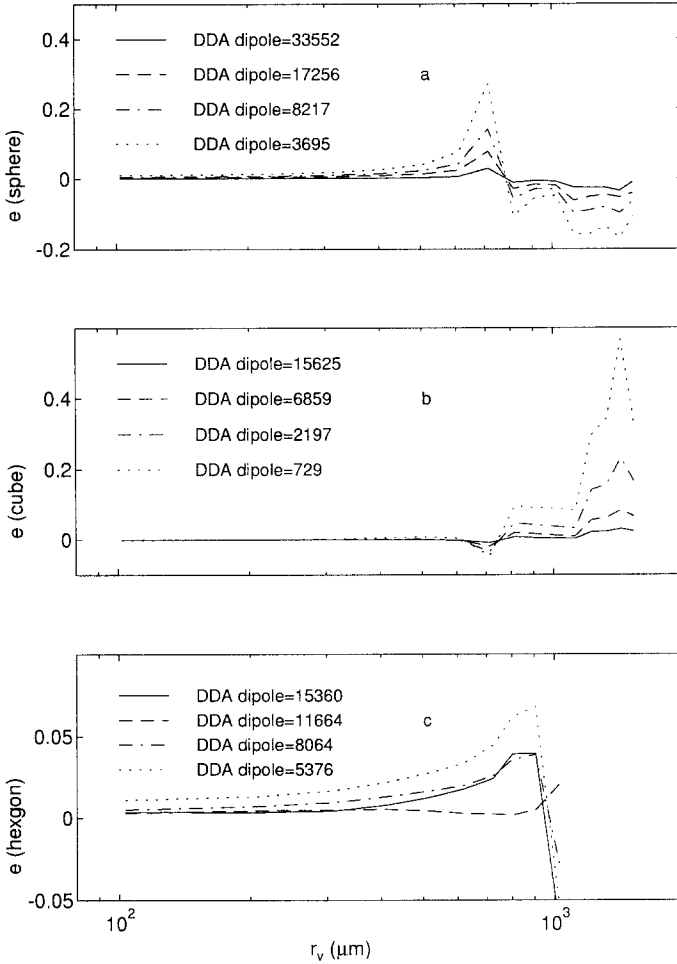 0.4
DDA dipole=33552
DDA dipole=17256
a
0.2
DDA dipole=8217
DDA dipole=3695
0
-0.2
e (sphere)
DDA dipole=15625
0.4
DDA dipole=6859
b
DDA dipole=2197
0.2
DDA dipole=729
0
e (cube)
DDA dipole=15360
DDA dipole=11664
c
0.05
DDA dipole=8064
DDA dipole=5376
0
-0.05
e (hexgon)
10²
10³
rᵥ (μm)